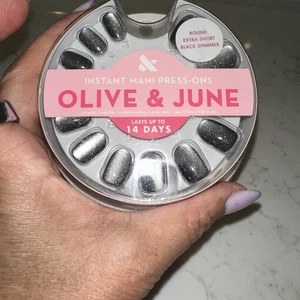 &
ROUND
EXTRA SHORT
BLACK SHIMMER
INSTANT MANI PRESS-ONS
OLIVE & JUNE
LASTS UP TO
14 DAYS